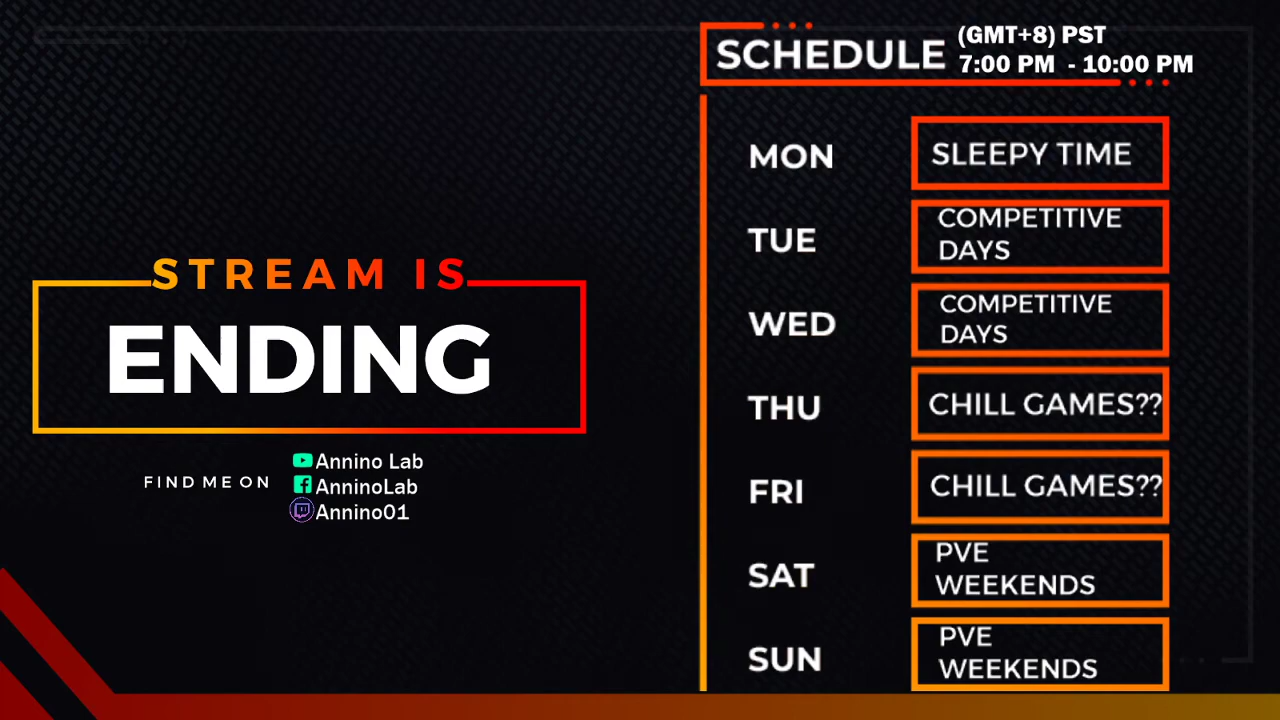 STREAM IS
ENDING
FIND ME ON
Annino Lab
AnninoLab
Annino01
SCHEDULE
(GMT+8) PST
7:00 PM - 10:00 PM
MON
SLEEPY TIME
TUE
COMPETITIVE
DAYS
WED
COMPETITIVE
DAYS
THU
CHILL GAMES??
FRI
CHILL GAMES??
SAT
PVE
WEEKENDS
SUN
PVE
WEEKENDS